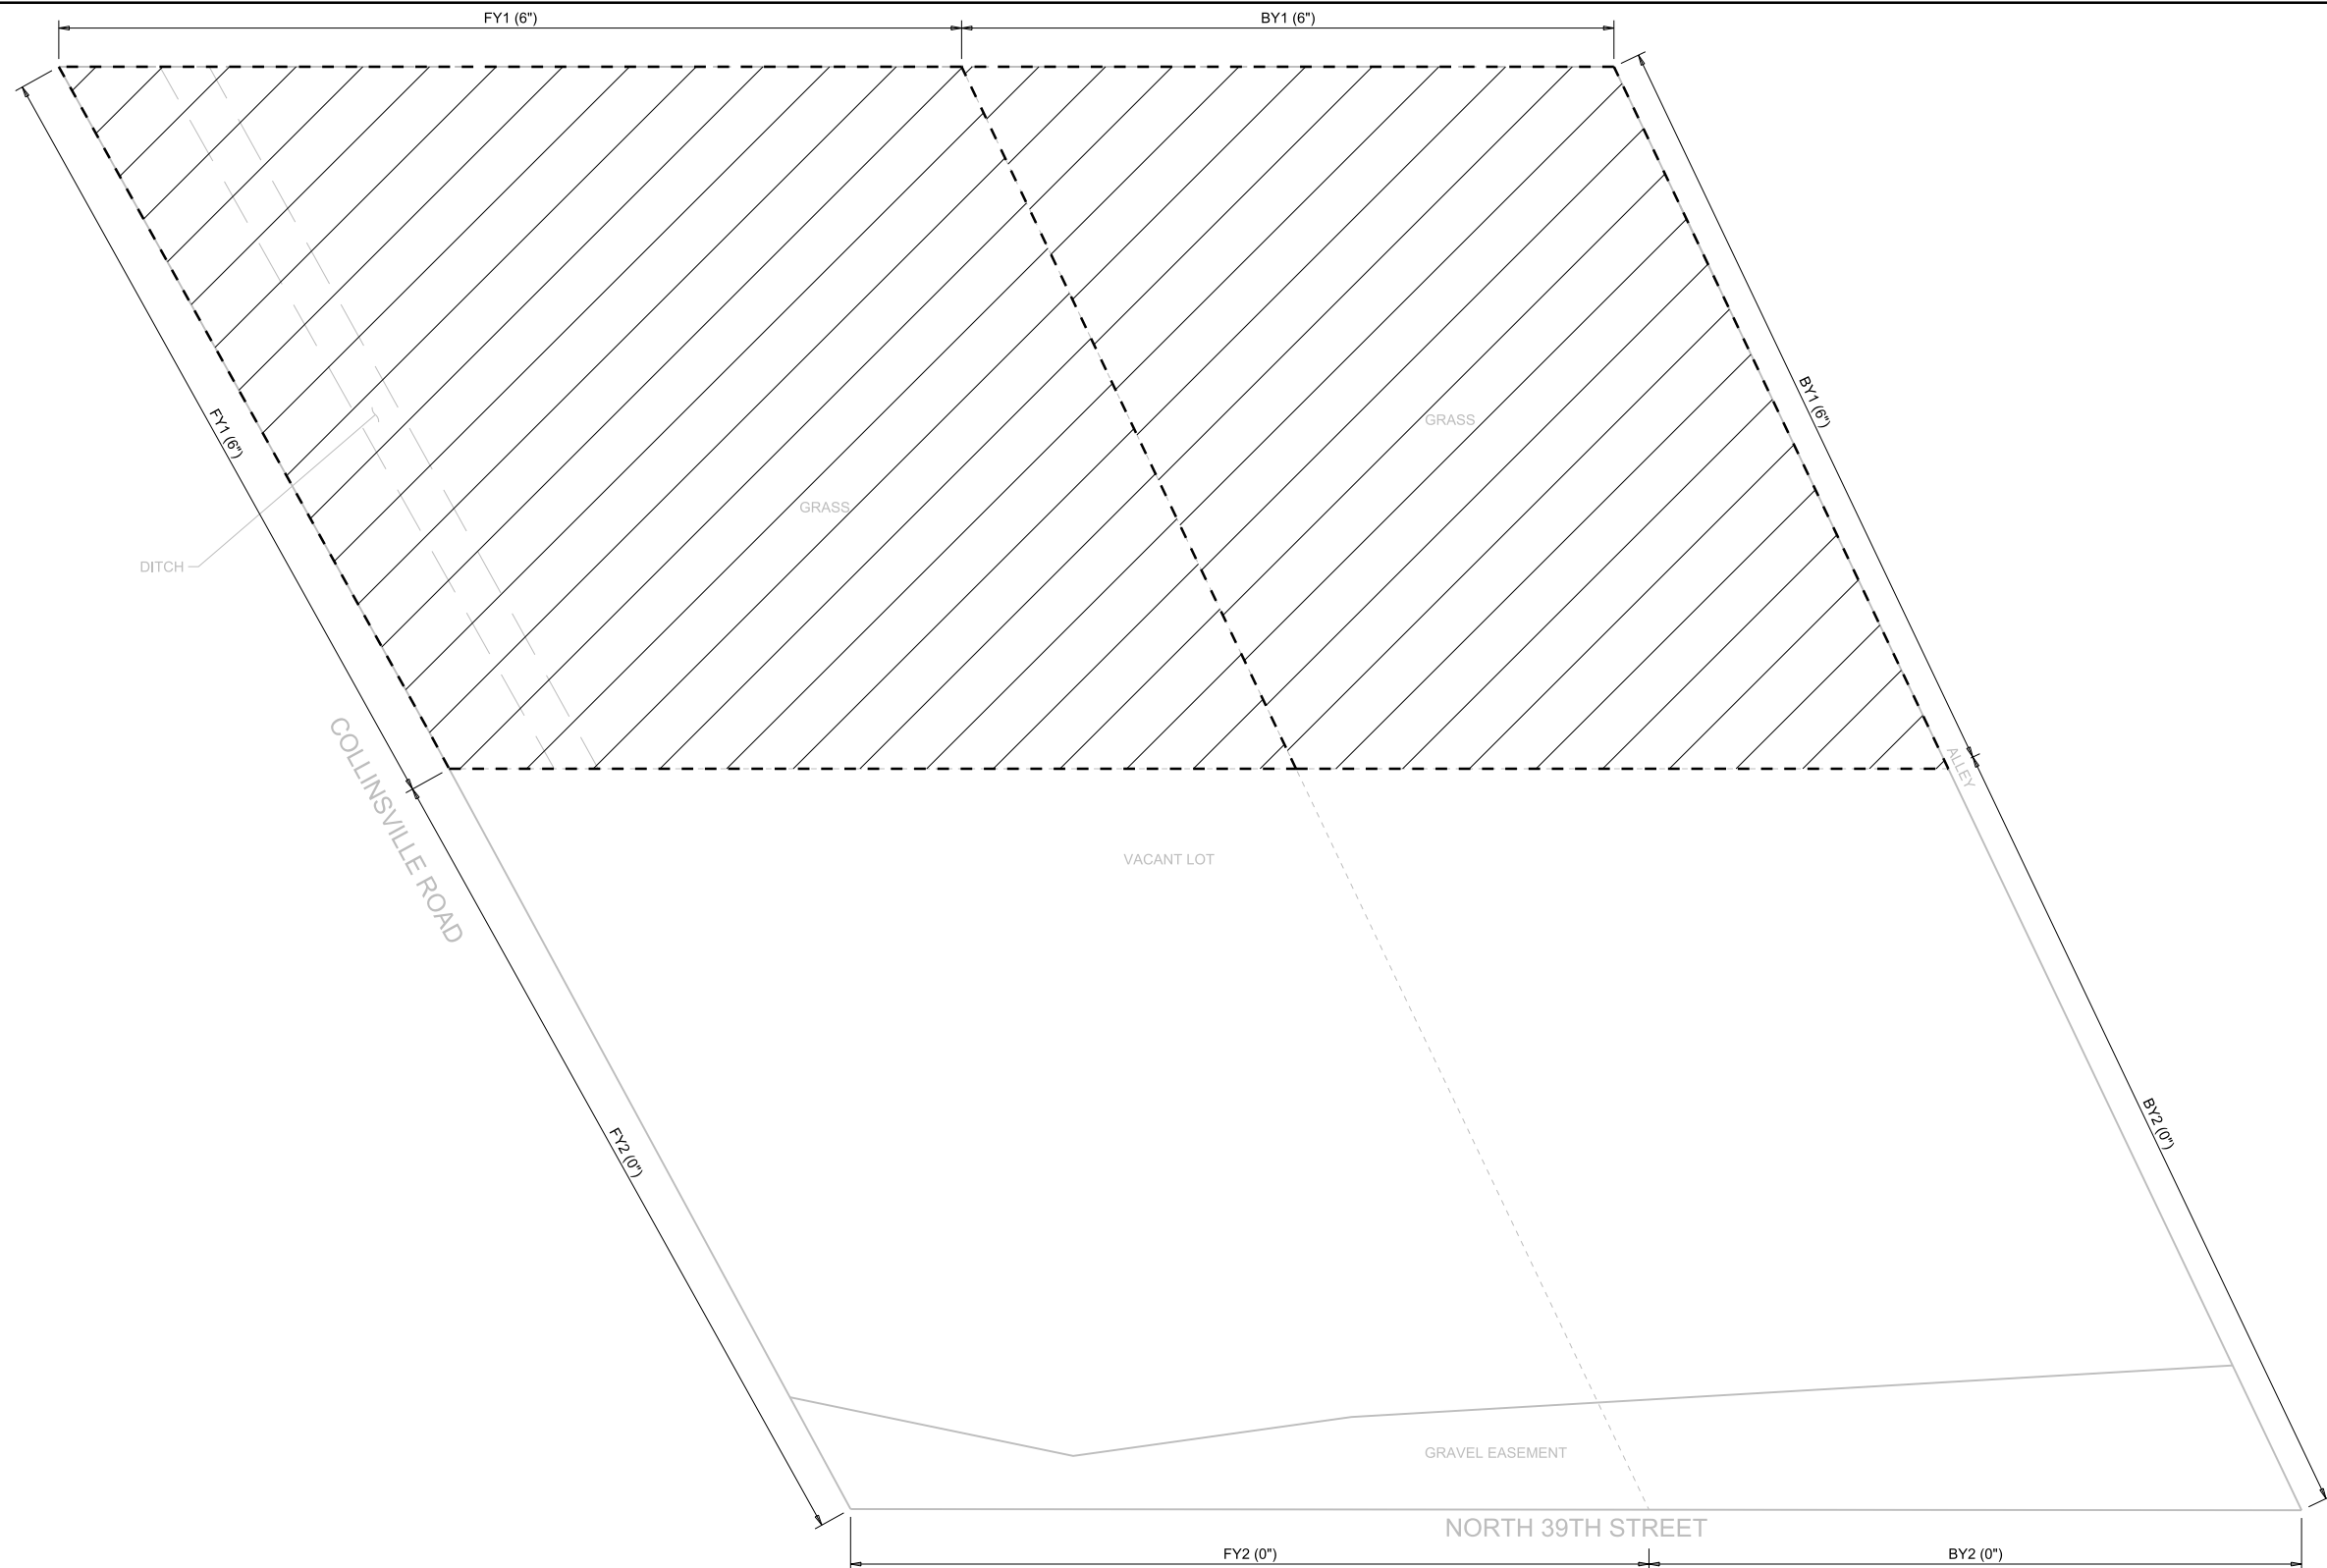 FY1 (6")
BY1 (6")
BY1 (6")
FY1 (6")
GRASS
GRASS
DITCH
COLLINSVILLE ROAD
ALLEY
VACANT LOT
FY2 (0")
BY2 (0")
GRAVEL EASEMENT
NORTH 39TH STREET
FY2 (0")
BY2 (0")